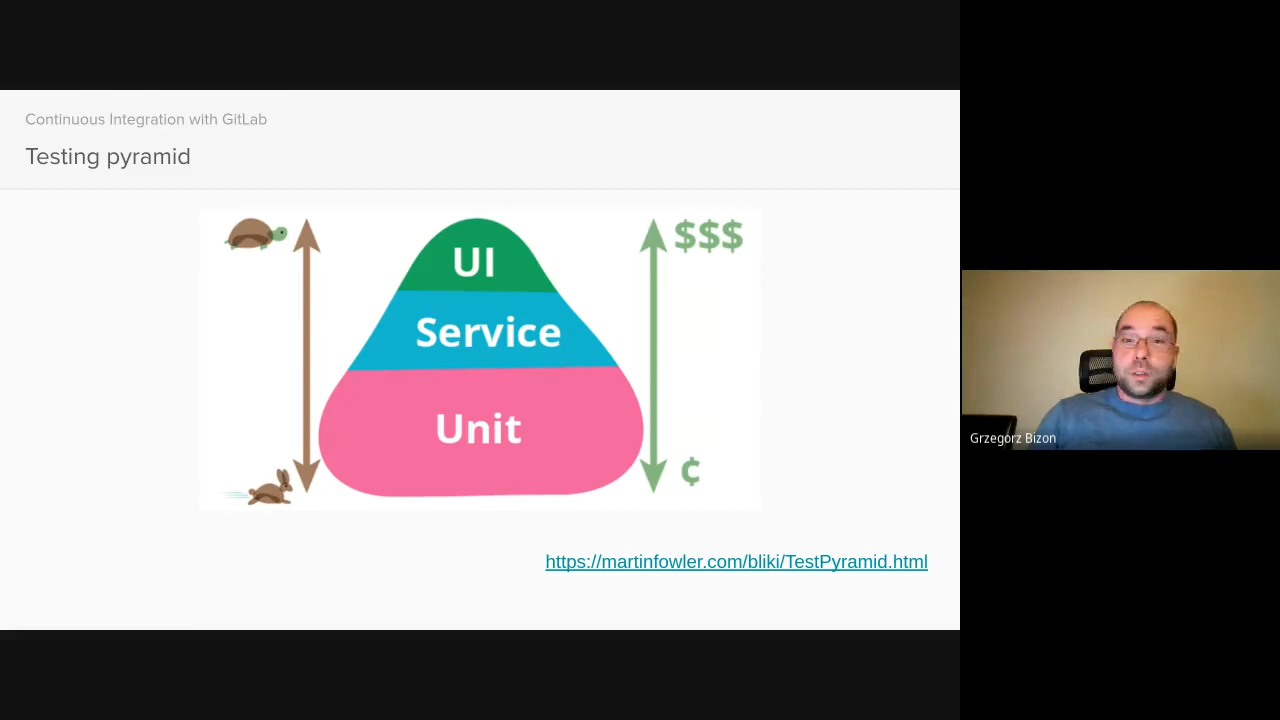 Continuous Integration with GitLab
Testing pyramid
UI
$$$
Service
Unit
¢
https://martinfowler.com/bliki/TestPyramid.html
Grzegorz Bizon